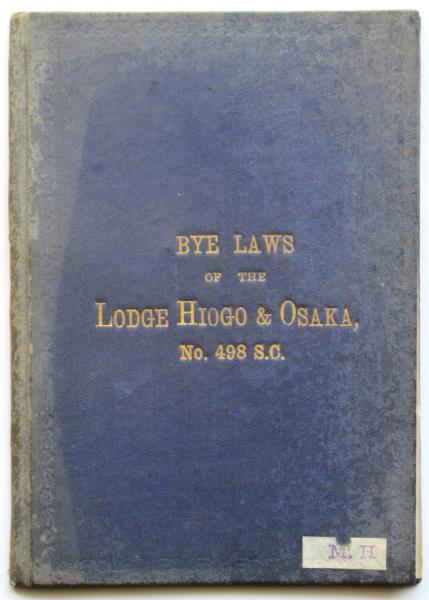 BYE LAWS
OF THE
LODGE HIOGO & OSAKA,
No. 498 S.C.
M. H